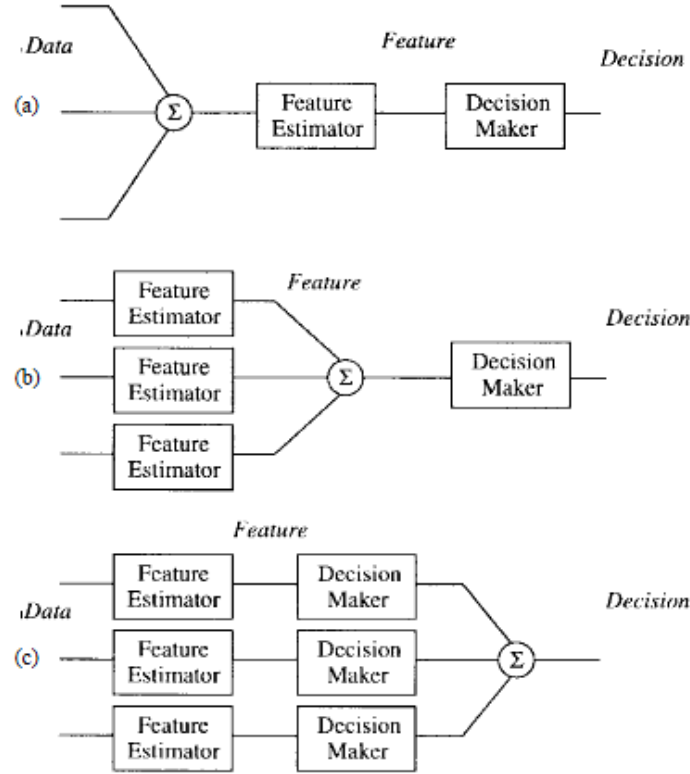 Data
Feature
Decision
(a)
Σ
Feature
Estimator
Decision
Maker
Feature
Estimator
Feature
Data
Decision
(b)
Feature
Estimator
Σ
Decision
Maker
Feature
Estimator
Feature
Feature
Estimator
Decision
Maker
Data
Decision
(c)
Feature
Estimator
Decision
Maker
Σ
Feature
Estimator
Decision
Maker